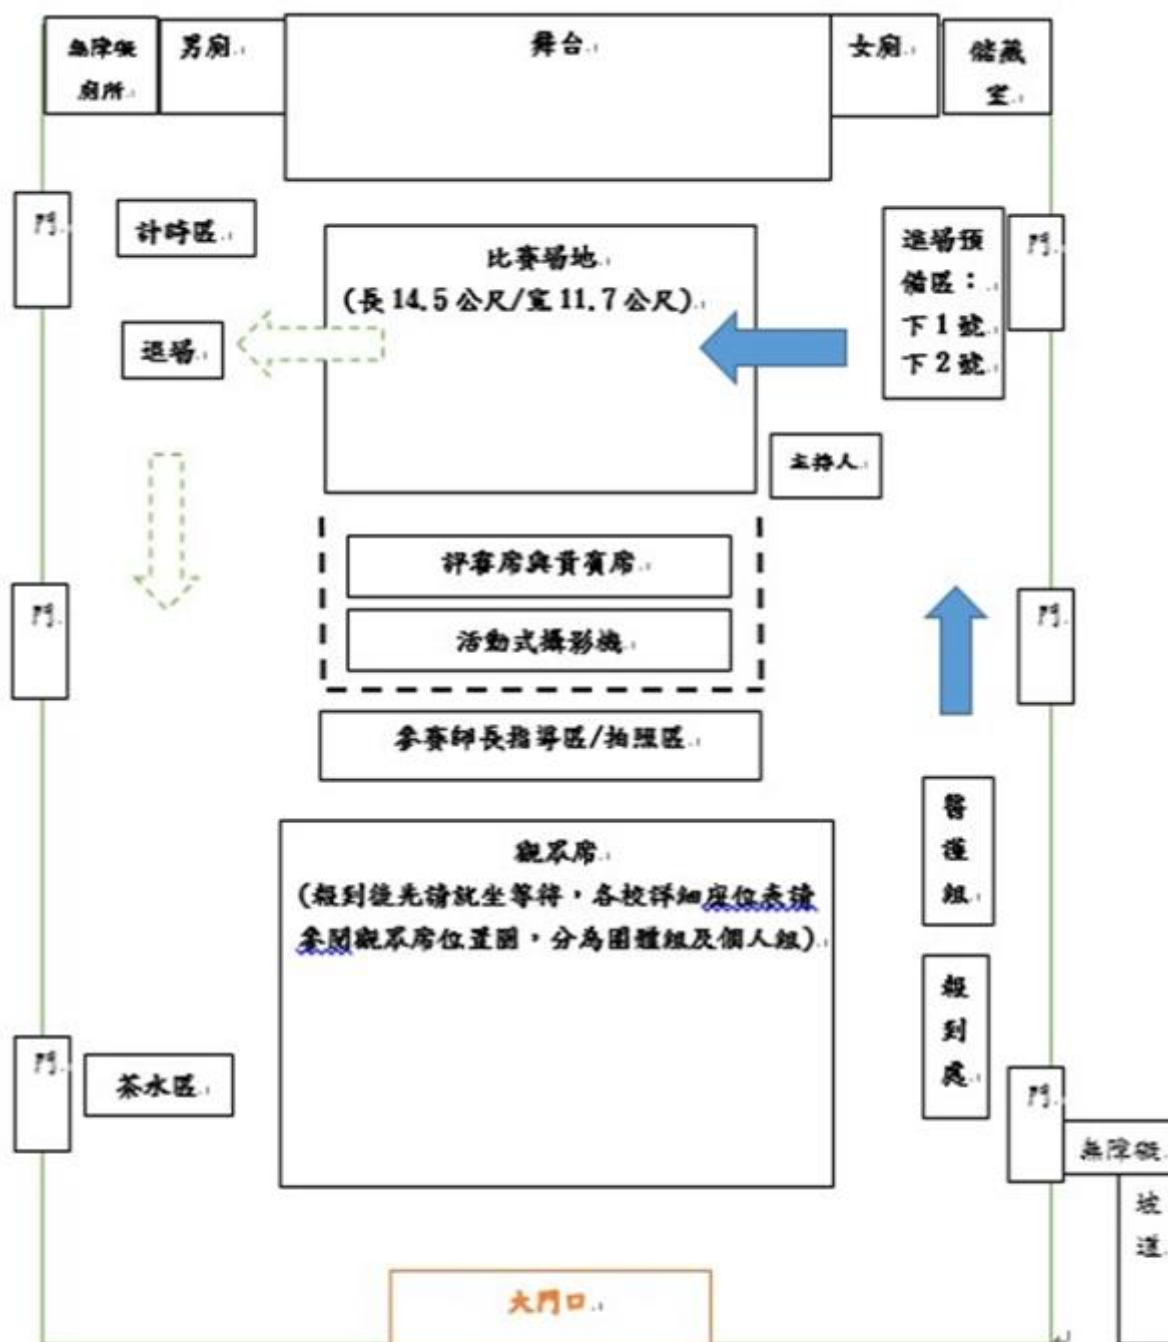 無障礙
廁所
男廁
舞台
女廁
儲藏
室
門
計時區
比賽場地
(長 14.5 公尺/寬 11.7 公尺)
進場預
備區：
下 1 號
下 2 號
門
退場
主持人
評審席與貴賓席
門
活動式攝影機
門
參賽師長指導區/拍照區
醫
護
組
觀眾席
(報到後先請就坐等待，各校詳細座位表請
參閱觀眾席位置圖，分為團體組及個人組)
報
到
處
門
茶水區
門
無障礙
坡
道
大門口